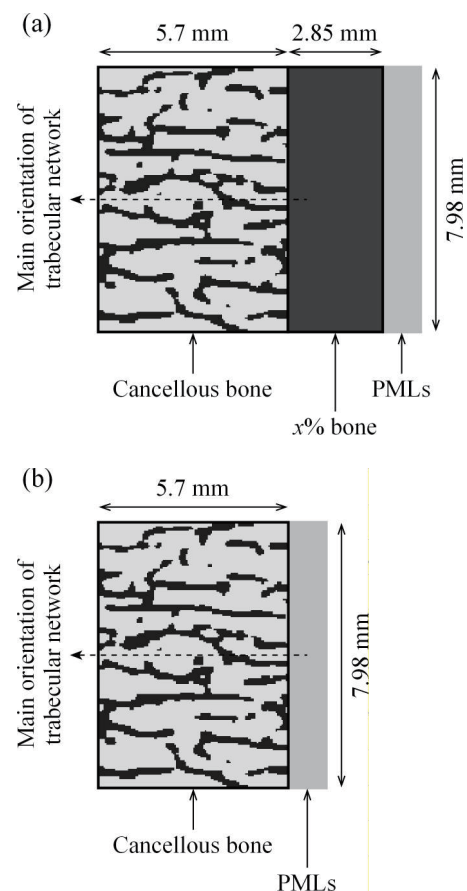 (a)
5.7 mm
2.85 mm
Main orientation of
trabecular network
7.98 mm
Cancellous bone
PMLs
x% bone
(b)
5.7 mm
Main orientation of
trabecular network
7.98 mm
Cancellous bone
PMLs